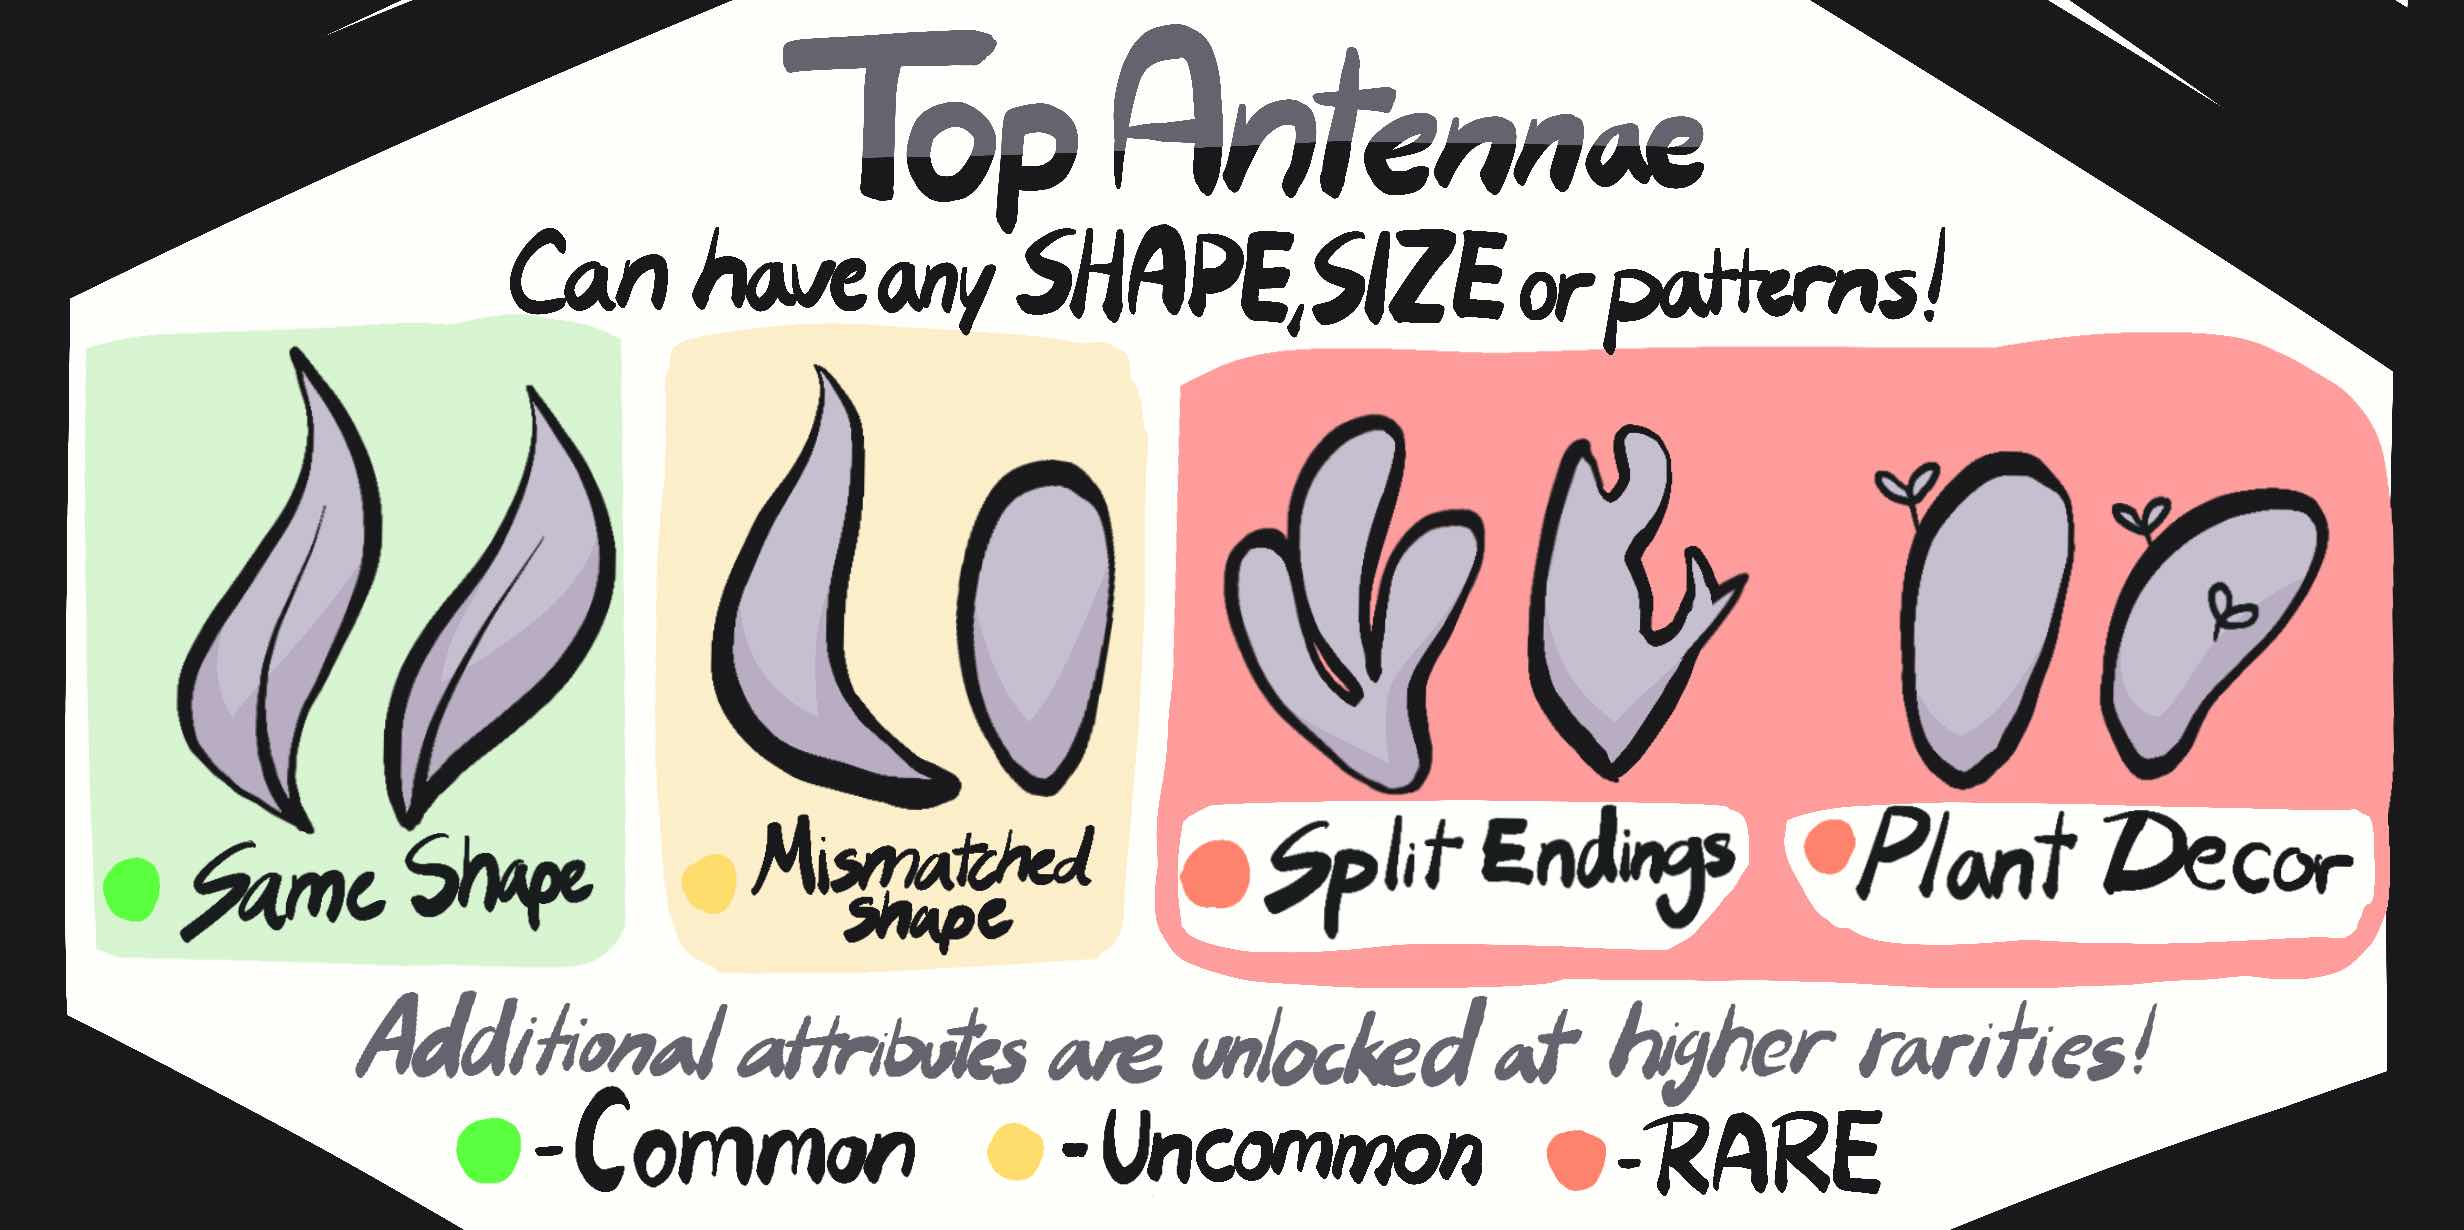 Top Antennae
Can have any SHAPE, SIZE or patterns!
Same Shape
Mismatched
shape
Split Endings
Plant Decor
Additional attributes are unlocked at higher rarities!
-Common
-Uncommon
-RARE